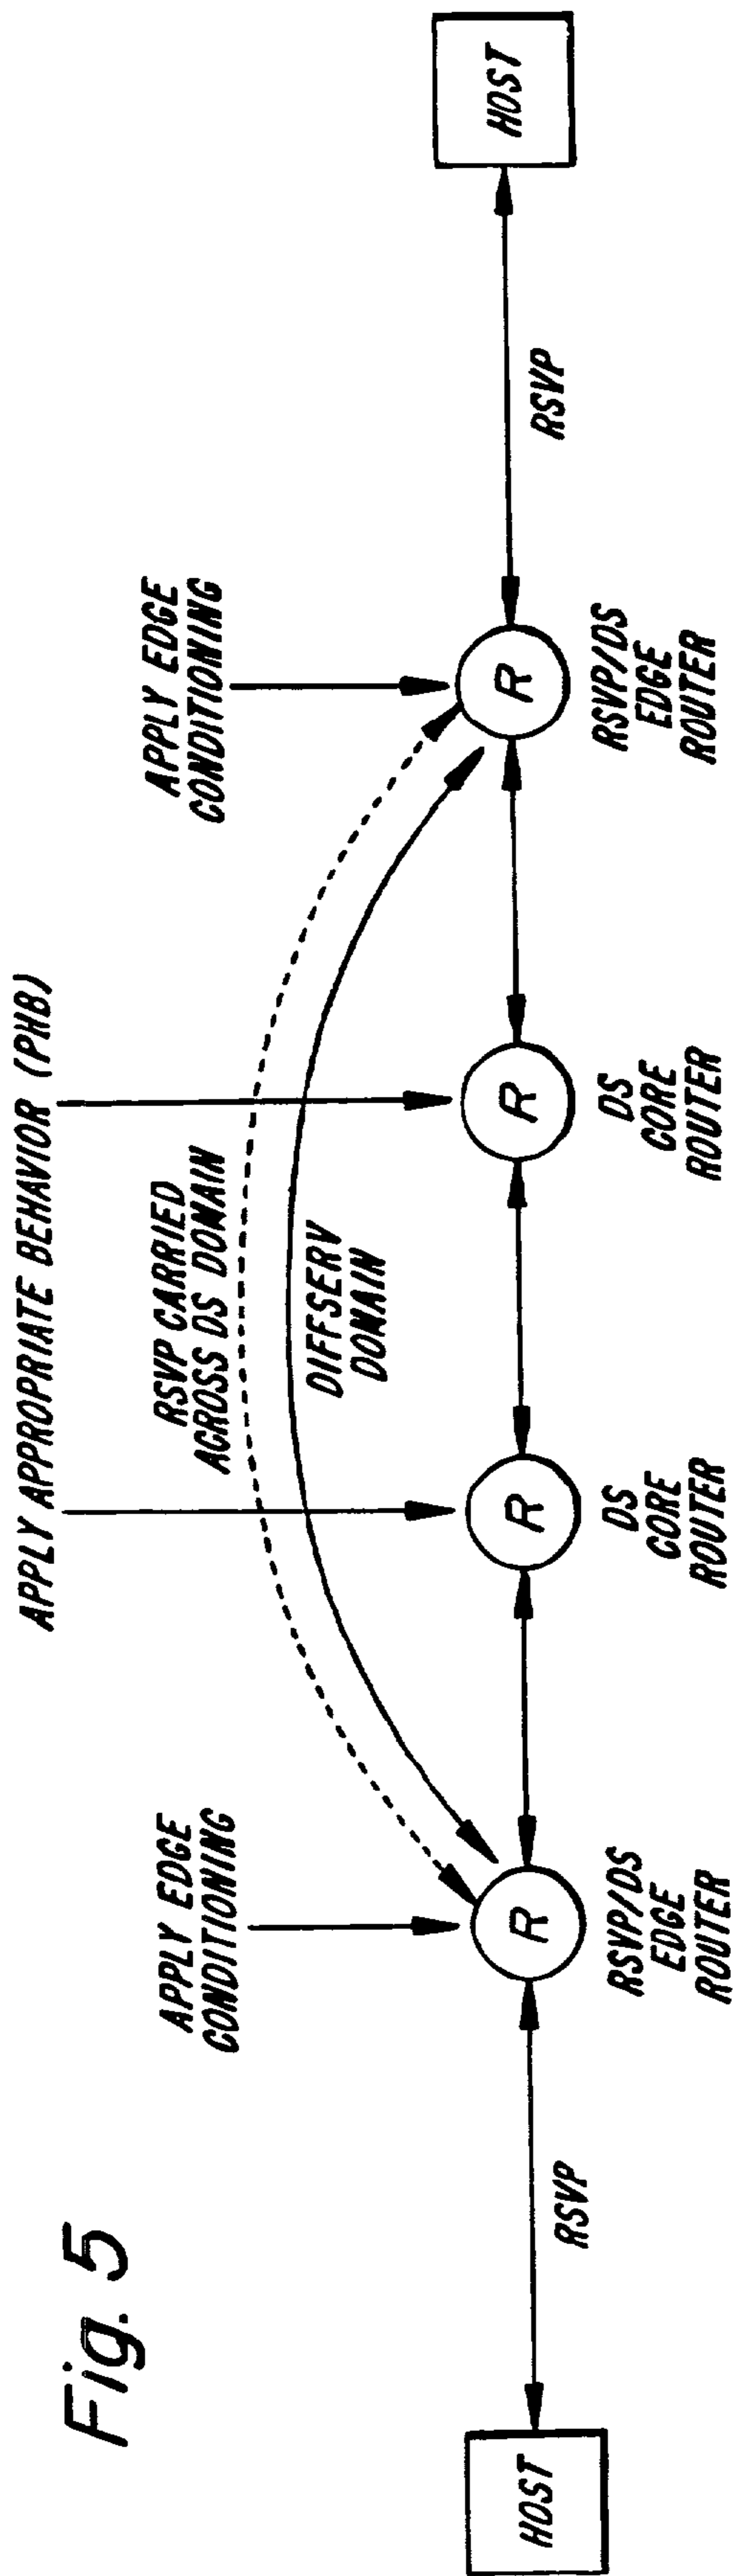 Fig. 5
APPLY APPROPRIATE BEHAVIOR (PHB)
APPLY EDGE
CONDITIONING
RSVP CARRIED
ACROSS DS DOMAIN
APPLY EDGE
CONDITIONING
DIFFSERV
DOMAIN
HOST
RSVP
R
R
R
R
RSVP
HOST
RSVP/DS
EDGE
ROUTER
DS
CORE
ROUTER
DS
CORE
ROUTER
RSVP/DS
EDGE
ROUTER